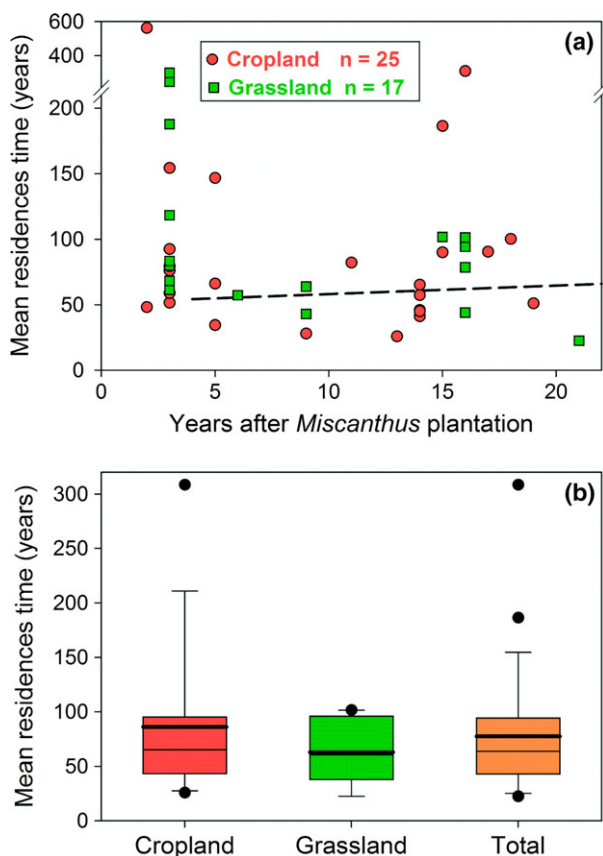 (a)
Cropland n = 25
Grassland n = 17
Mean residences time (years)
600
400
200
150
100
50
0
0 5 10 15 20
Years after Miscanthus plantation
(b)
Mean residences time (years)
300
250
200
150
100
50
0
Cropland Grassland Total